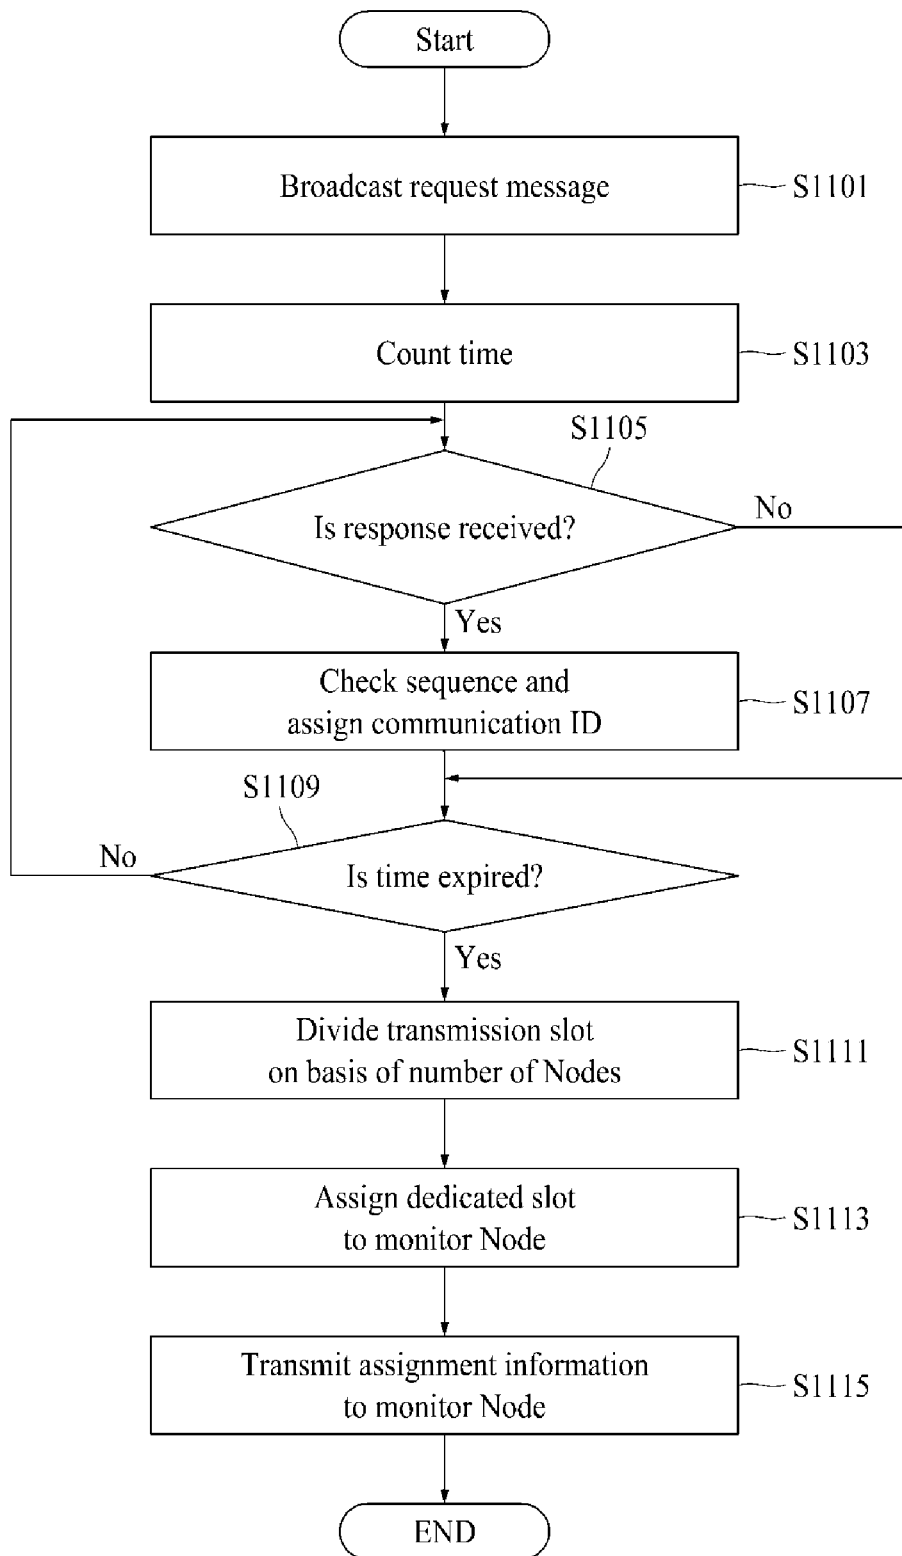 Start
Broadcast request message
S1101
Count time
S1103
S1105
Is response received?
No
Yes
Check sequence and
assign communication ID
S1107
S1109
No
Is time expired?
Yes
Divide transmission slot
on basis of number of Nodes
S1111
Assign dedicated slot
to monitor Node
S1113
Transmit assignment information
to monitor Node
S1115
END